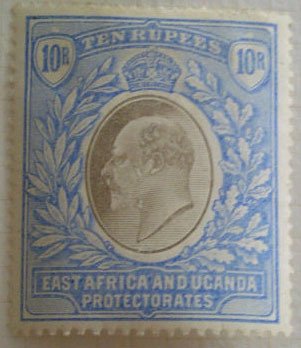 TEN RUPEES
10R 10R
EAST AFRICA AND UGANDA
PROTECTORATES